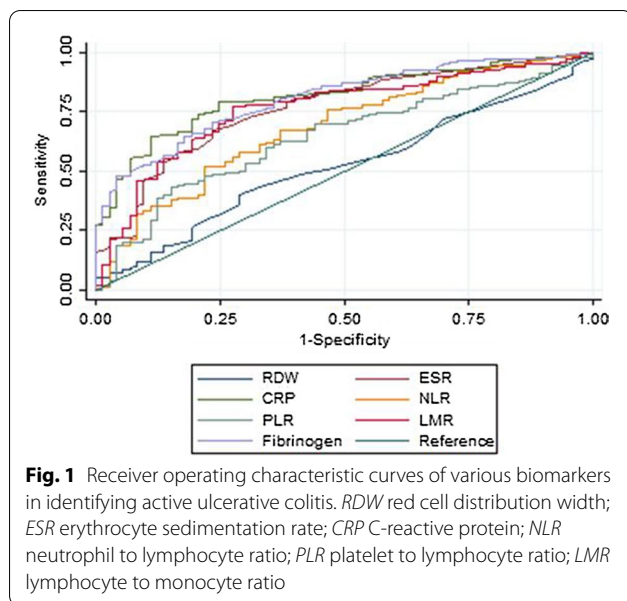 1.00
0.75
0.50
0.25
0.00
Sensitivity
0.00 0.25 0.50 0.75 1.00
1-Specificity
RDW ESR
CRP NLR
PLR LMR
Fibrinogen Reference
Fig. 1 Receiver operating characteristic curves of various biomarkers
in identifying active ulcerative colitis. RDW red cell distribution width;
ESR erythrocyte sedimentation rate; CRP C-reactive protein; NLR
neutrophil to lymphocyte ratio; PLR platelet to lymphocyte ratio; LMR
lymphocyte to monocyte ratio